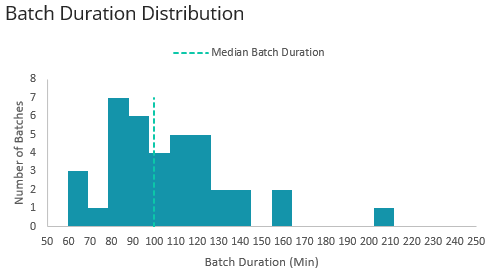 Batch Duration Distribution
Median Batch Duration
Number of Batches
8
7
6
5
4
3
2
1
0
50 60 70 80 90 100 110 120 130 140 150 160 170 180 190 200 210 220 230 240 250
Batch Duration (Min)